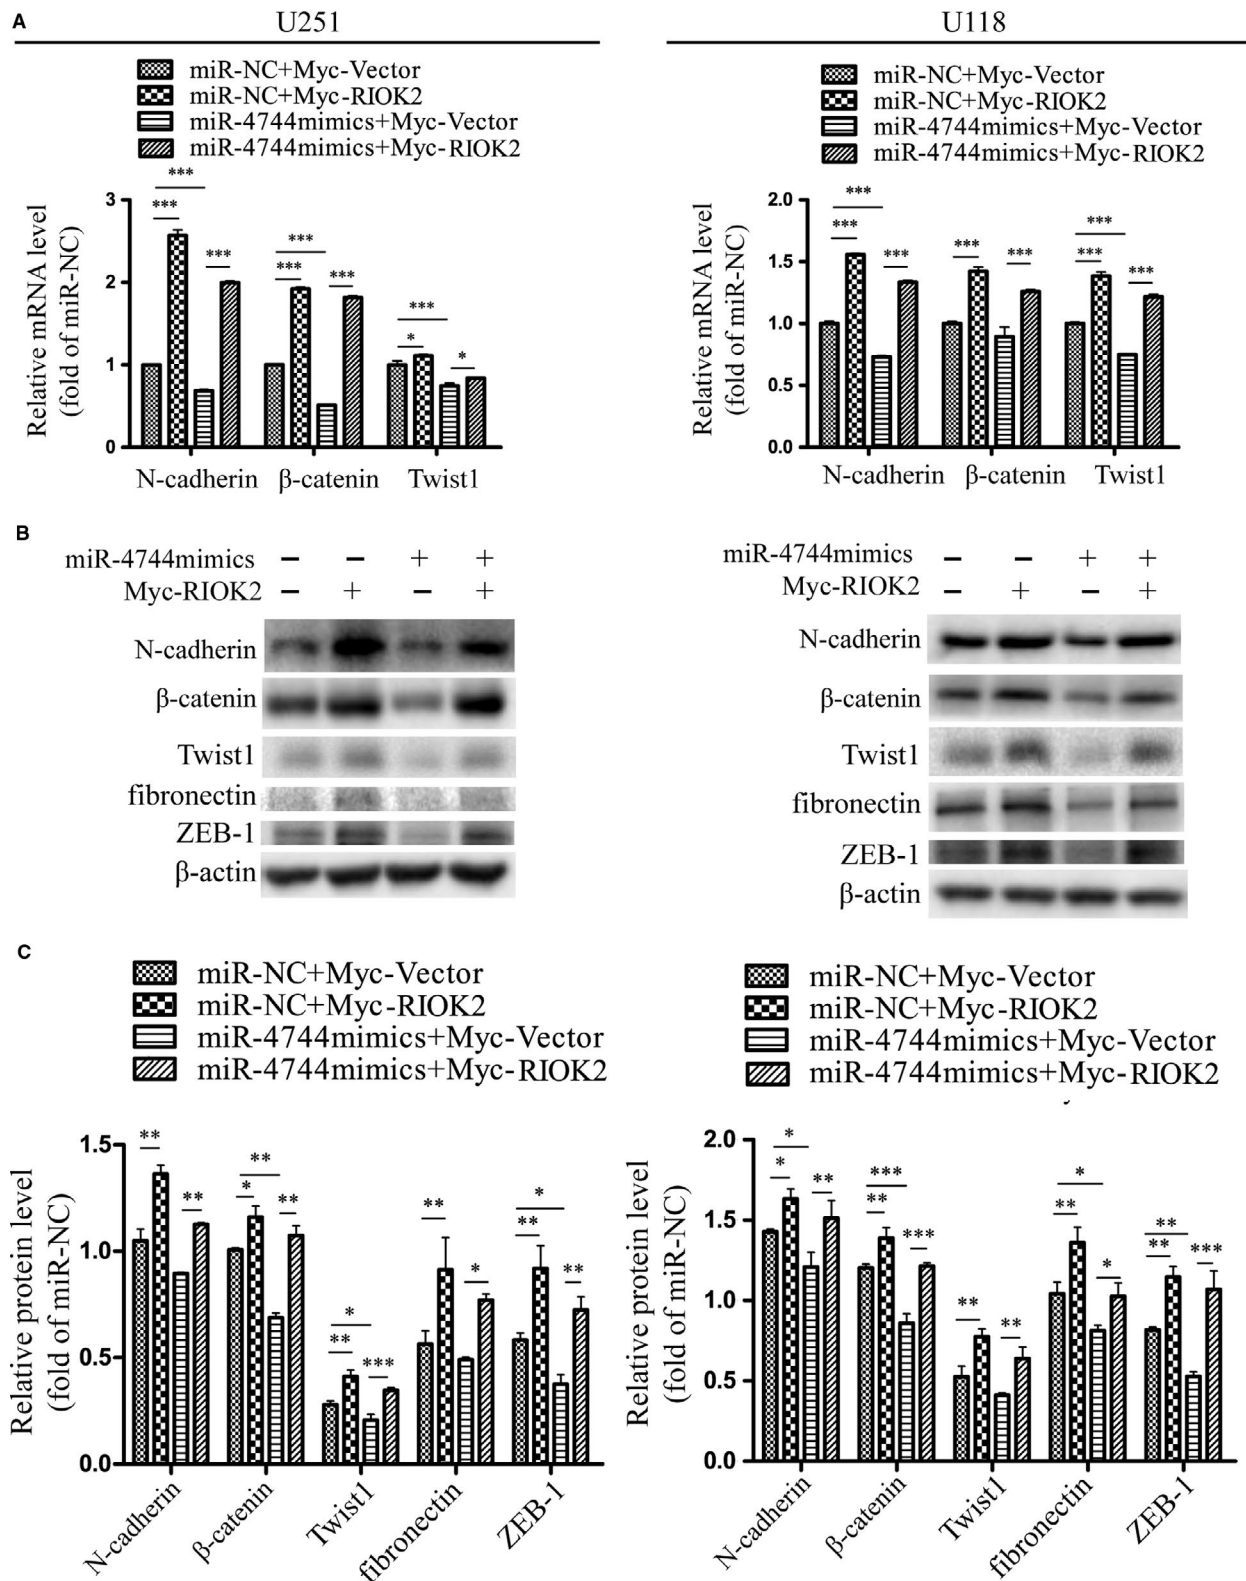 A
U251
miR-NC+Myc-Vector
miR-NC+Myc-RIOK2
miR-4744mimics+Myc-Vector
miR-4744mimics+Myc-RIOK2
Relative mRNA level
(fold of miR-NC)
3
2
1
0
*** *** *** *** *** *** * *** *
N-cadherin β-catenin Twist1
U118
miR-NC+Myc-Vector
miR-NC+Myc-RIOK2
miR-4744mimics+Myc-Vector
miR-4744mimics+Myc-RIOK2
Relative mRNA level
(fold of miR-NC)
2.0
1.5
1.0
0.5
0.0
*** *** *** *** *** *** *** ***
N-cadherin β-catenin Twist1
B
miR-4744mimics – – + +
Myc-RIOK2 – + – +
N-cadherin
β-catenin
Twist1
fibronectin
ZEB-1
β-actin
miR-4744mimics – – + +
Myc-RIOK2 – + – +
N-cadherin
β-catenin
Twist1
fibronectin
ZEB-1
β-actin
C
miR-NC+Myc-Vector
miR-NC+Myc-RIOK2
miR-4744mimics+Myc-Vector
miR-4744mimics+Myc-RIOK2
Relative protein level
(fold of miR-NC)
1.5
1.0
0.5
0.0
** ** * ** ** ** * *** ** * ** * **
N-cadherin β-catenin Twist1 fibronectin ZEB-1
miR-NC+Myc-Vector
miR-NC+Myc-RIOK2
miR-4744mimics+Myc-Vector
miR-4744mimics+Myc-RIOK2
Relative protein level
(fold of miR-NC)
2.0
1.5
1.0
0.5
0.0
* * ** ** *** *** ** ** ** * * ** ** ***
N-cadherin β-catenin Twist1 fibronectin ZEB-1